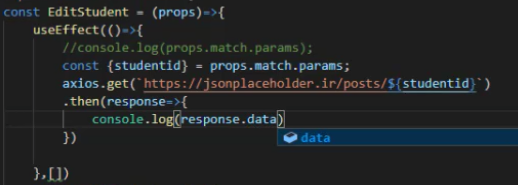 const EditStudent = (props)=>{
useEffect(()=>{
//console.log(props.match.params);
const {studentid} = props.match.params;
axios.get(`https://jsonplaceholder.ir/posts/${studentid}`)
.then(response=>{
console.log(response.data)
data
})
},[])